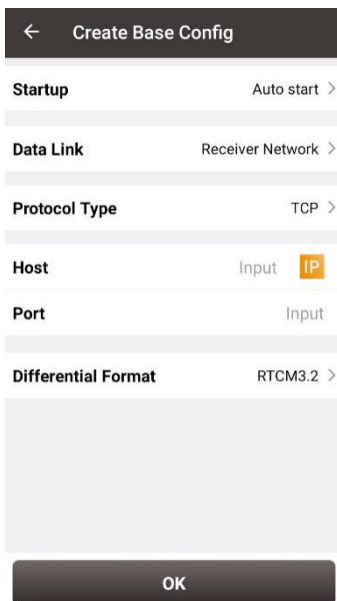 Create Base Config
Startup Auto start
Data Link Receiver Network
Protocol Type TCP
Host Input IP
Port Input
Differential Format RTCM3.2
OK